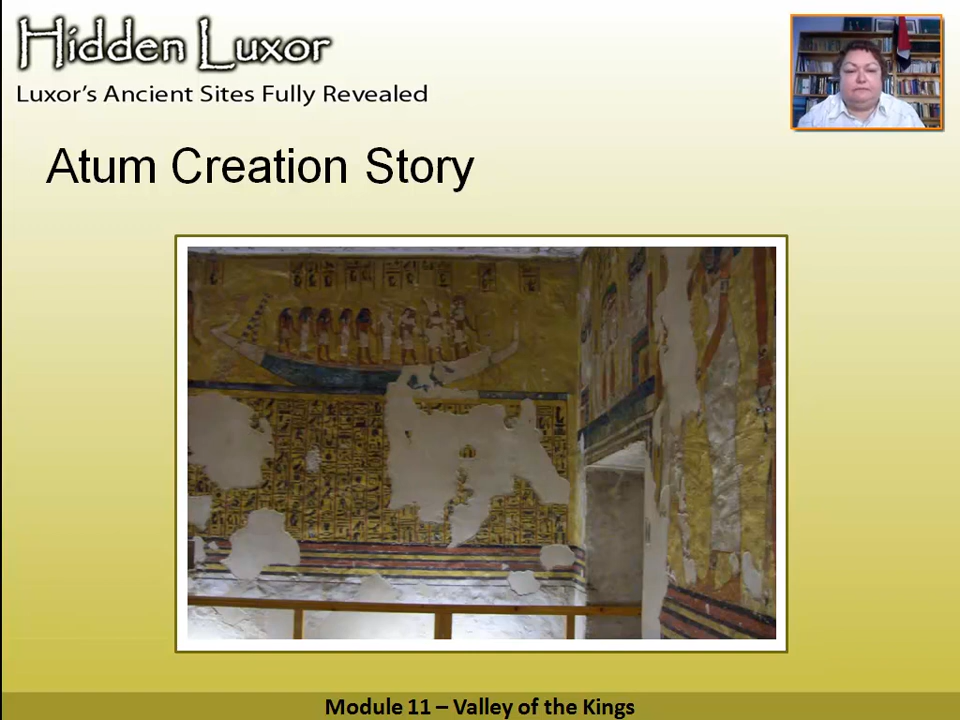 Hidden Luxor
Luxor's Ancient Sites Fully Revealed
Atum Creation Story
Module 11 – Valley of the Kings